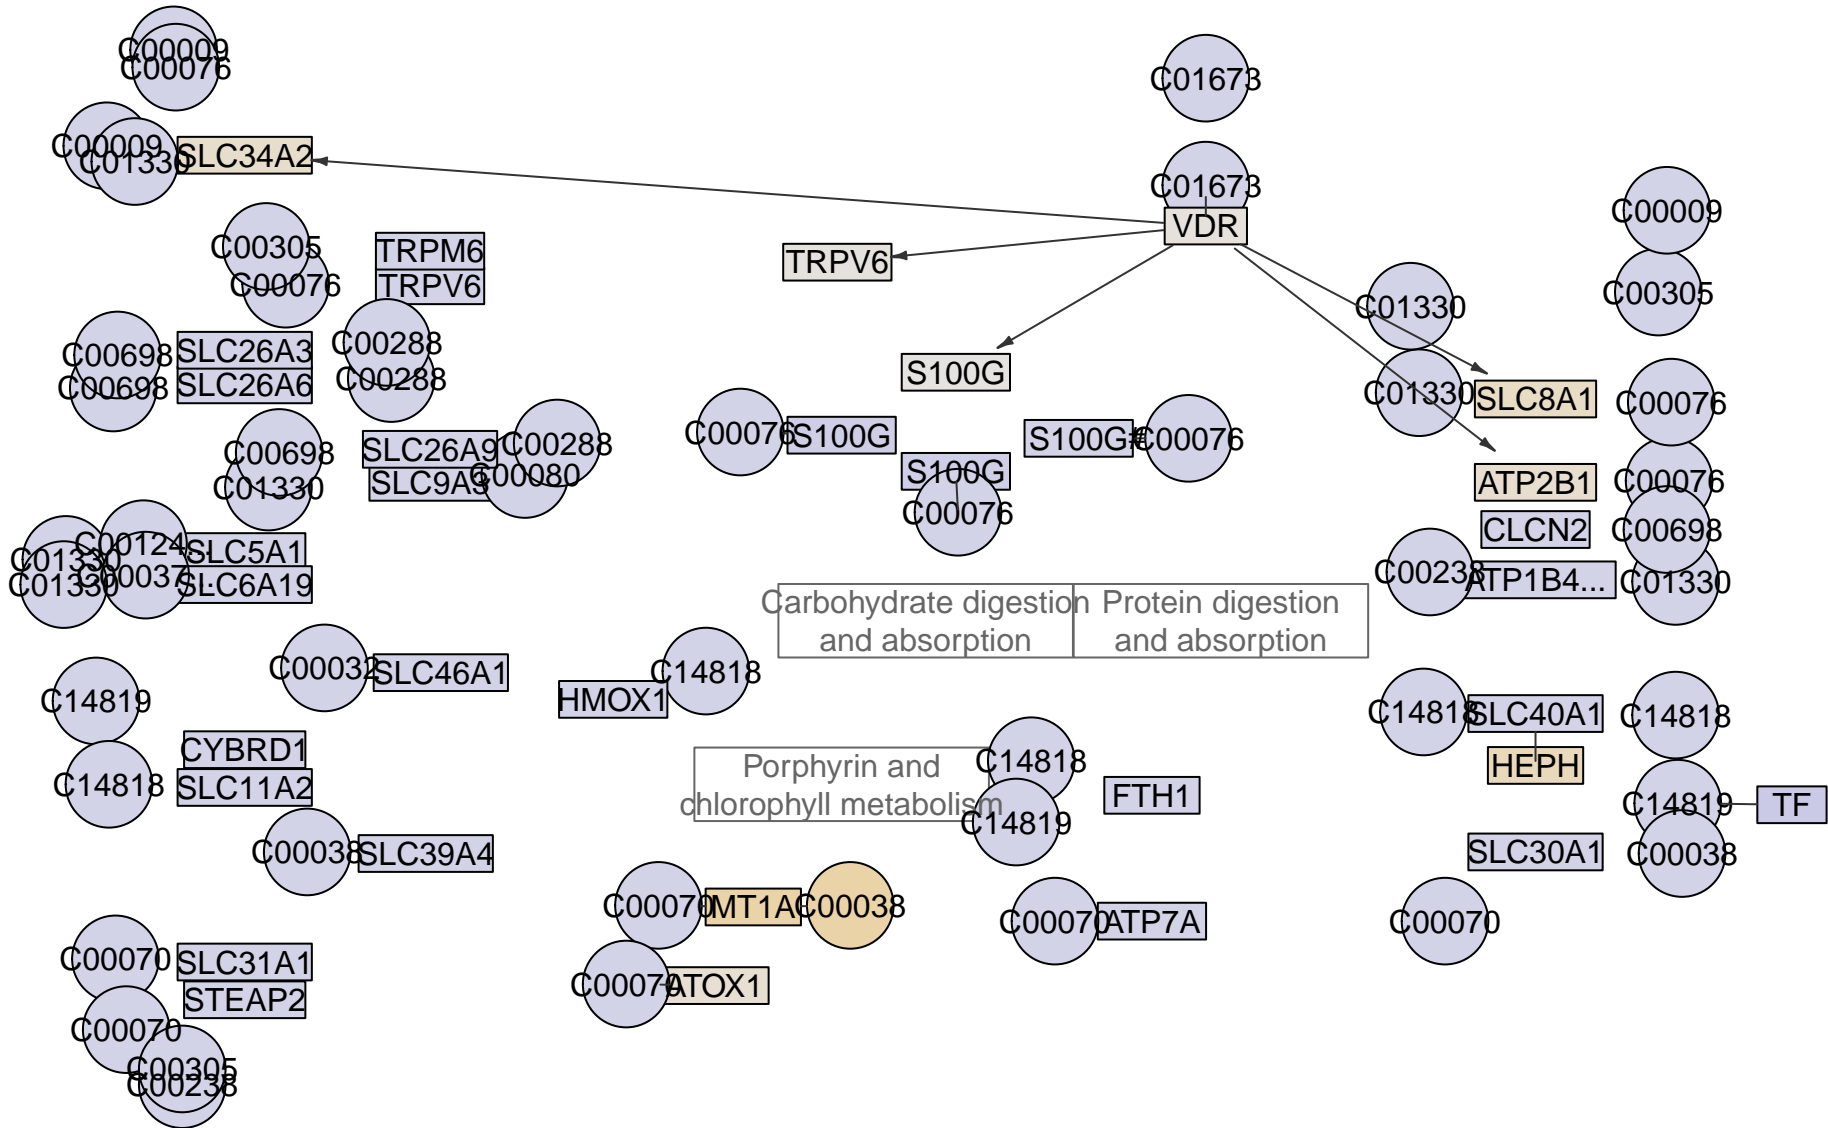 C00009
C00076
C01673
C00009
C01330
SLC34A2
C01673
VDR
C00009
C00305
C00076
TRPM6
TRPV6
TRPV6
C01330
C00305
C00698
C00698
SLC26A3
SLC26A6
C00288
C00288
S100G
C01330
SLC8A1
C00076
C00698
C01330
SLC26A9
SLC9A3
C00288
C00080
C00076
S100G
S100G
C00076
S100G#
C00076
ATP2B1
C00076
CLCN2
C00698
C01330
C01330
C00124...
C00037...
SLC5A1
SLC6A19
C00238
ATP1B4...
C01330
Carbohydrate digestion
and absorption
Protein digestion
and absorption
C00032
SLC46A1
HMOX1
C14818
C14819
C14818
CYBRD1
SLC11A2
C14818
SLC40A1
HEPH
C14818
Porphyrin and
chlorophyll metabolism
C14818
C14819
FTH1
C14819
TF
C00038
SLC39A4
SLC30A1
C00038
C00070
MT1A
C00038
C00070
ATP7A
C00070
C00070
SLC31A1
STEAP2
C00070
ATOX1
C00070
C00305
C00238